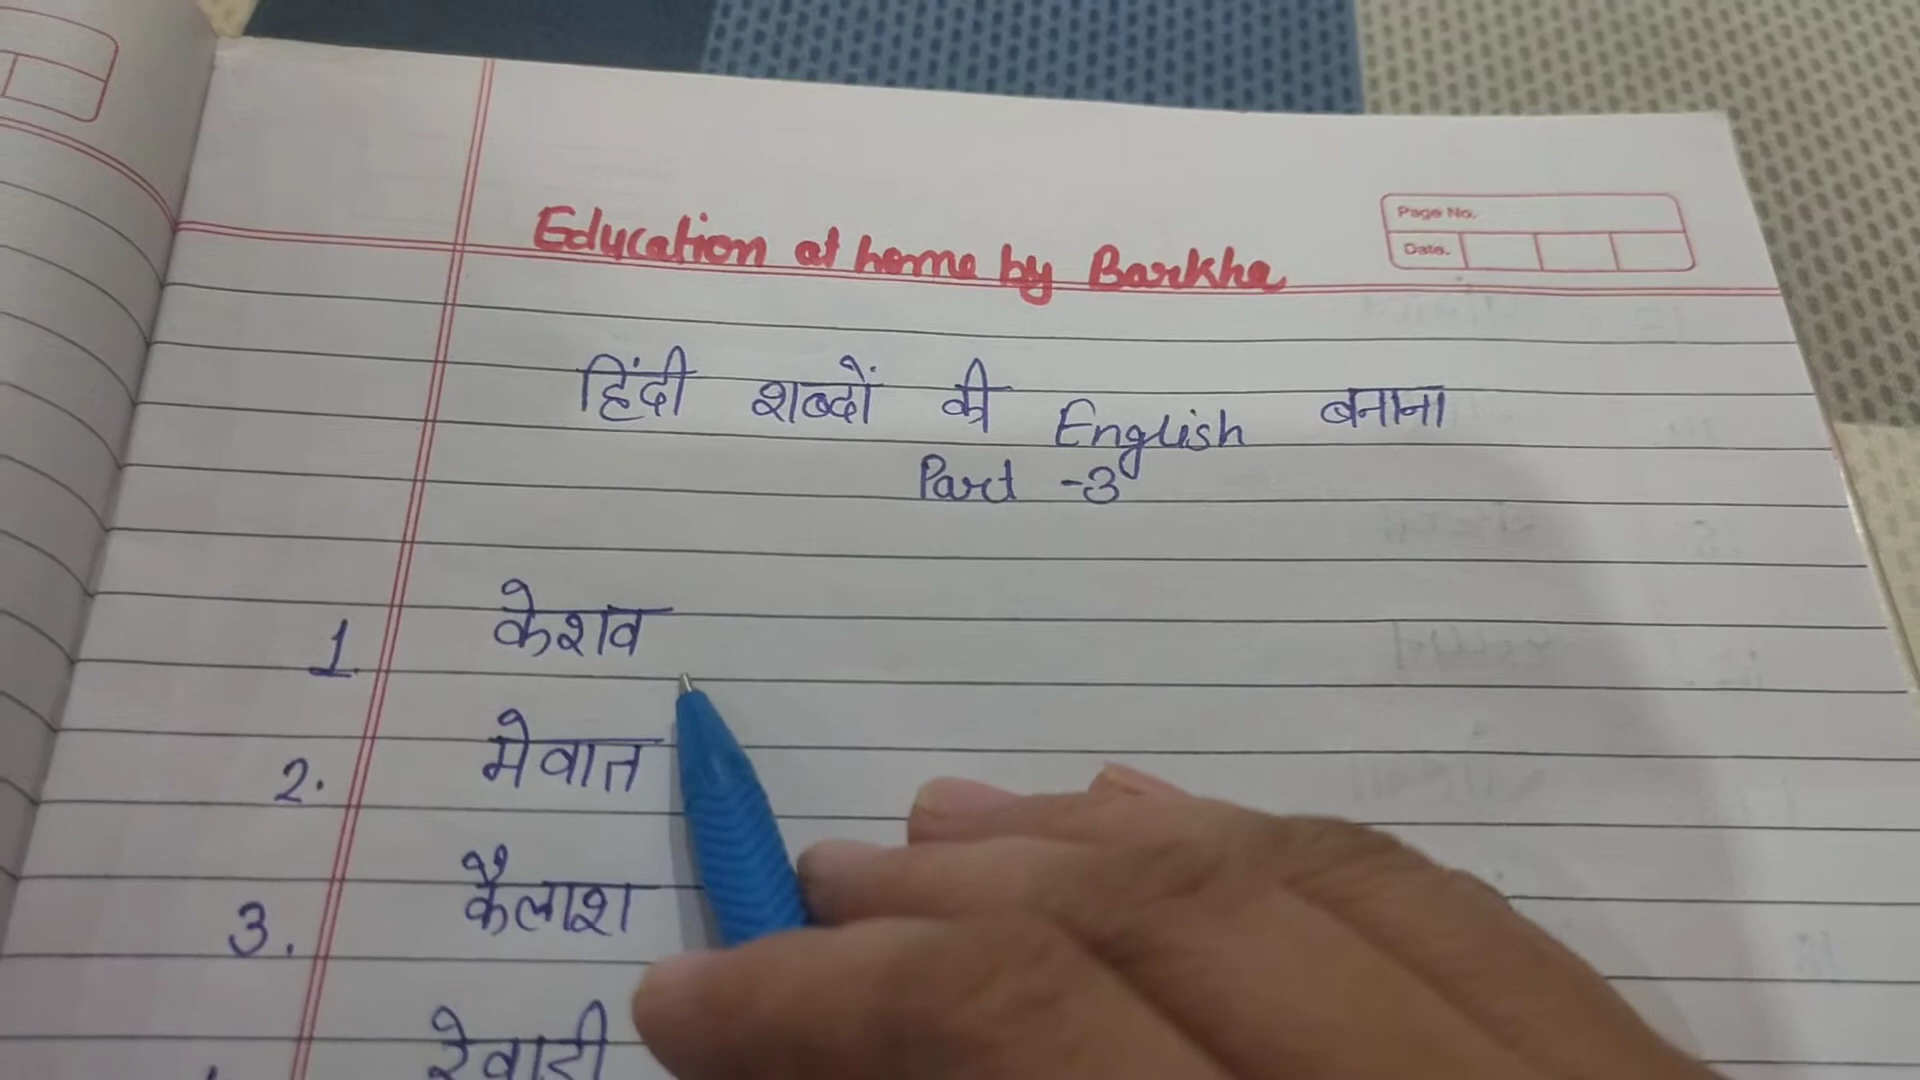 Page No.
Date.
Education at home by Barkha
हिंदी शब्दों की English बनाना
Part -3
1. केशव
2. मेवात
3. कैलाश
रेवाड़ी